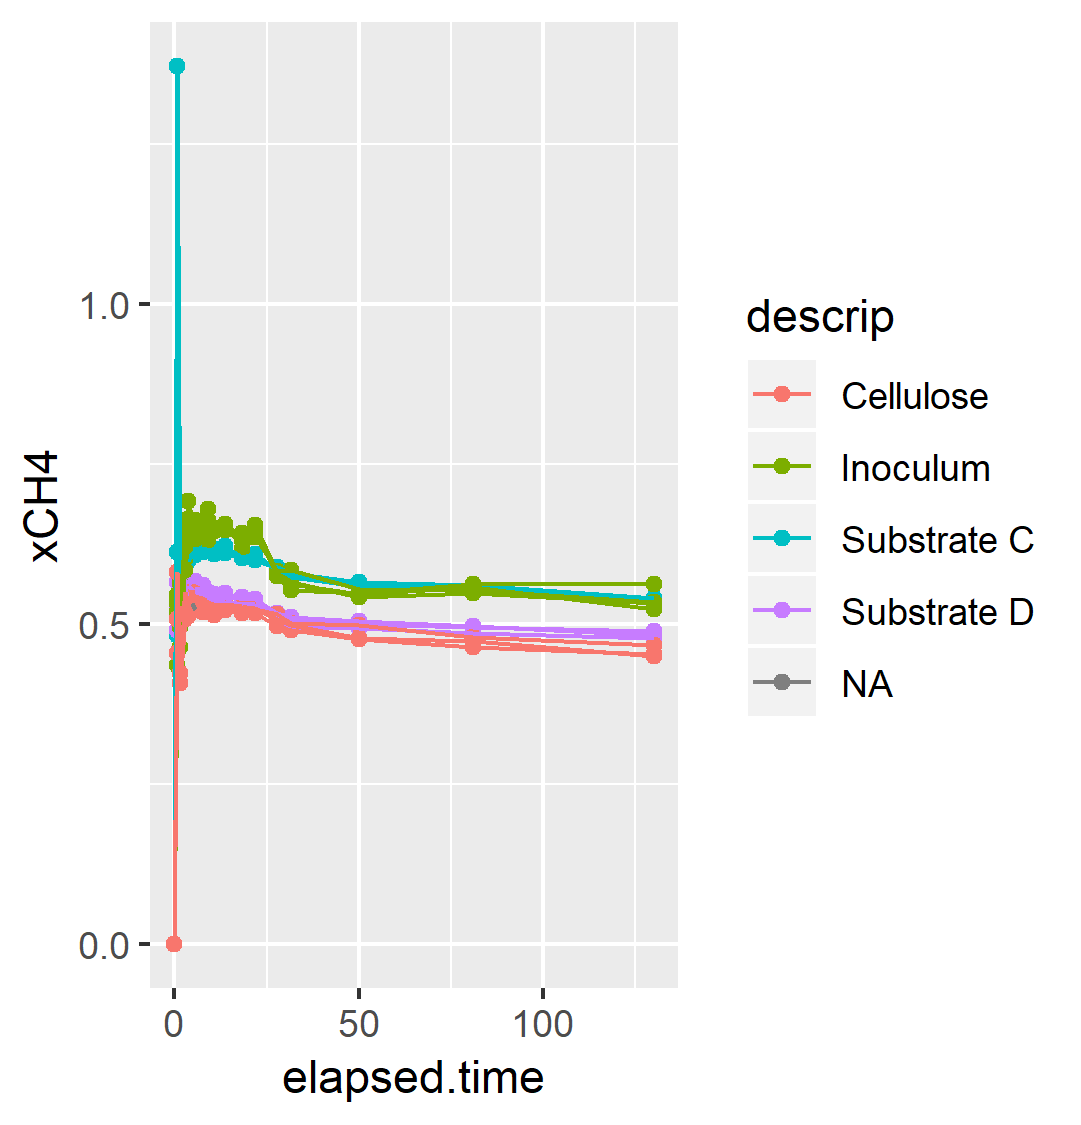 xCH4
1.0
0.5
0.0
0
50
100
elapsed.time
descrip
Cellulose
Inoculum
Substrate C
Substrate D
NA